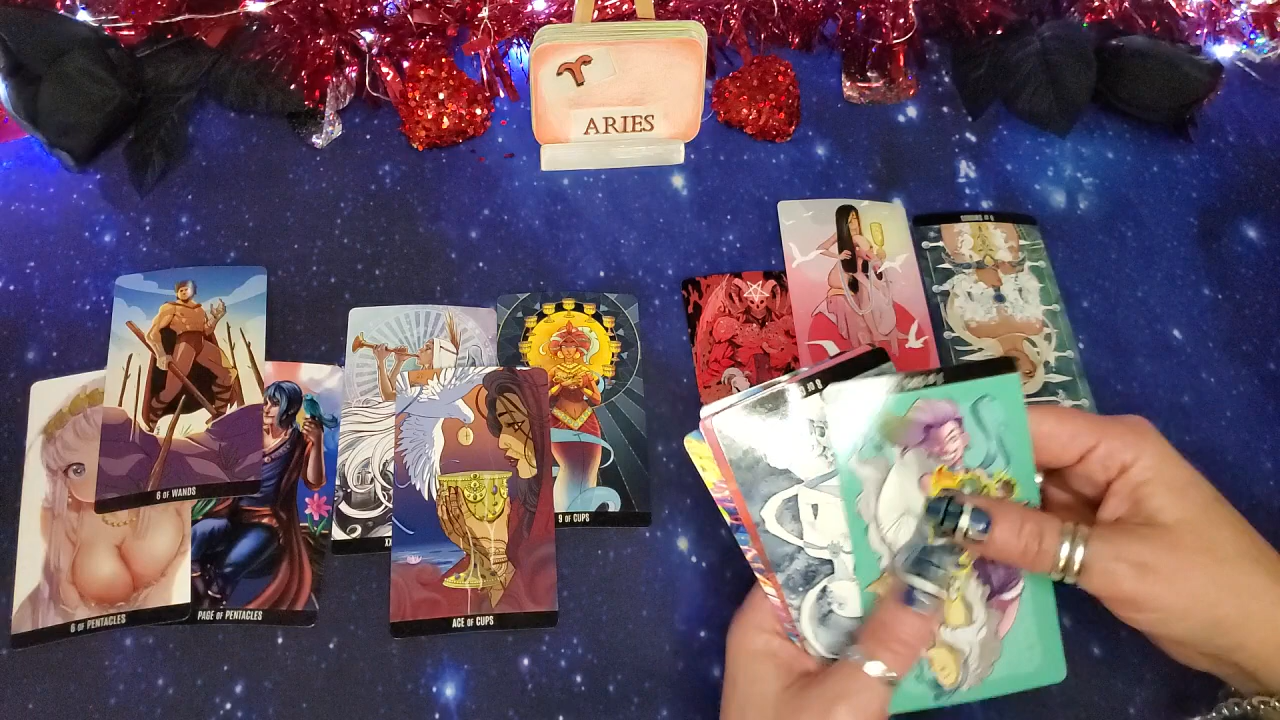 ARIES
6 OF WANDS
6 OF PENTACLES
PAGE OF PENTACLES
ACE OF CUPS
9 OF CUPS